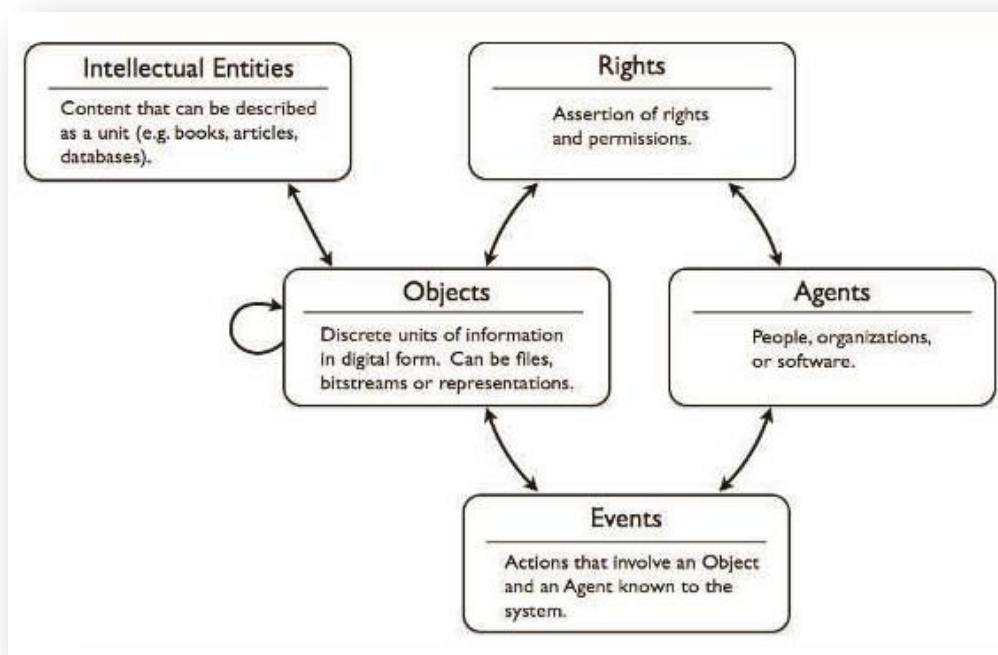 Intellectual Entities
Content that can be described
as a unit (e.g. books, articles,
databases).
Rights
Assertion of rights
and permissions.
Objects
Discrete units of information
in digital form. Can be files,
bitstreams or representations.
Agents
People, organizations,
or software.
Events
Actions that involve an Object
and an Agent known to the
system.